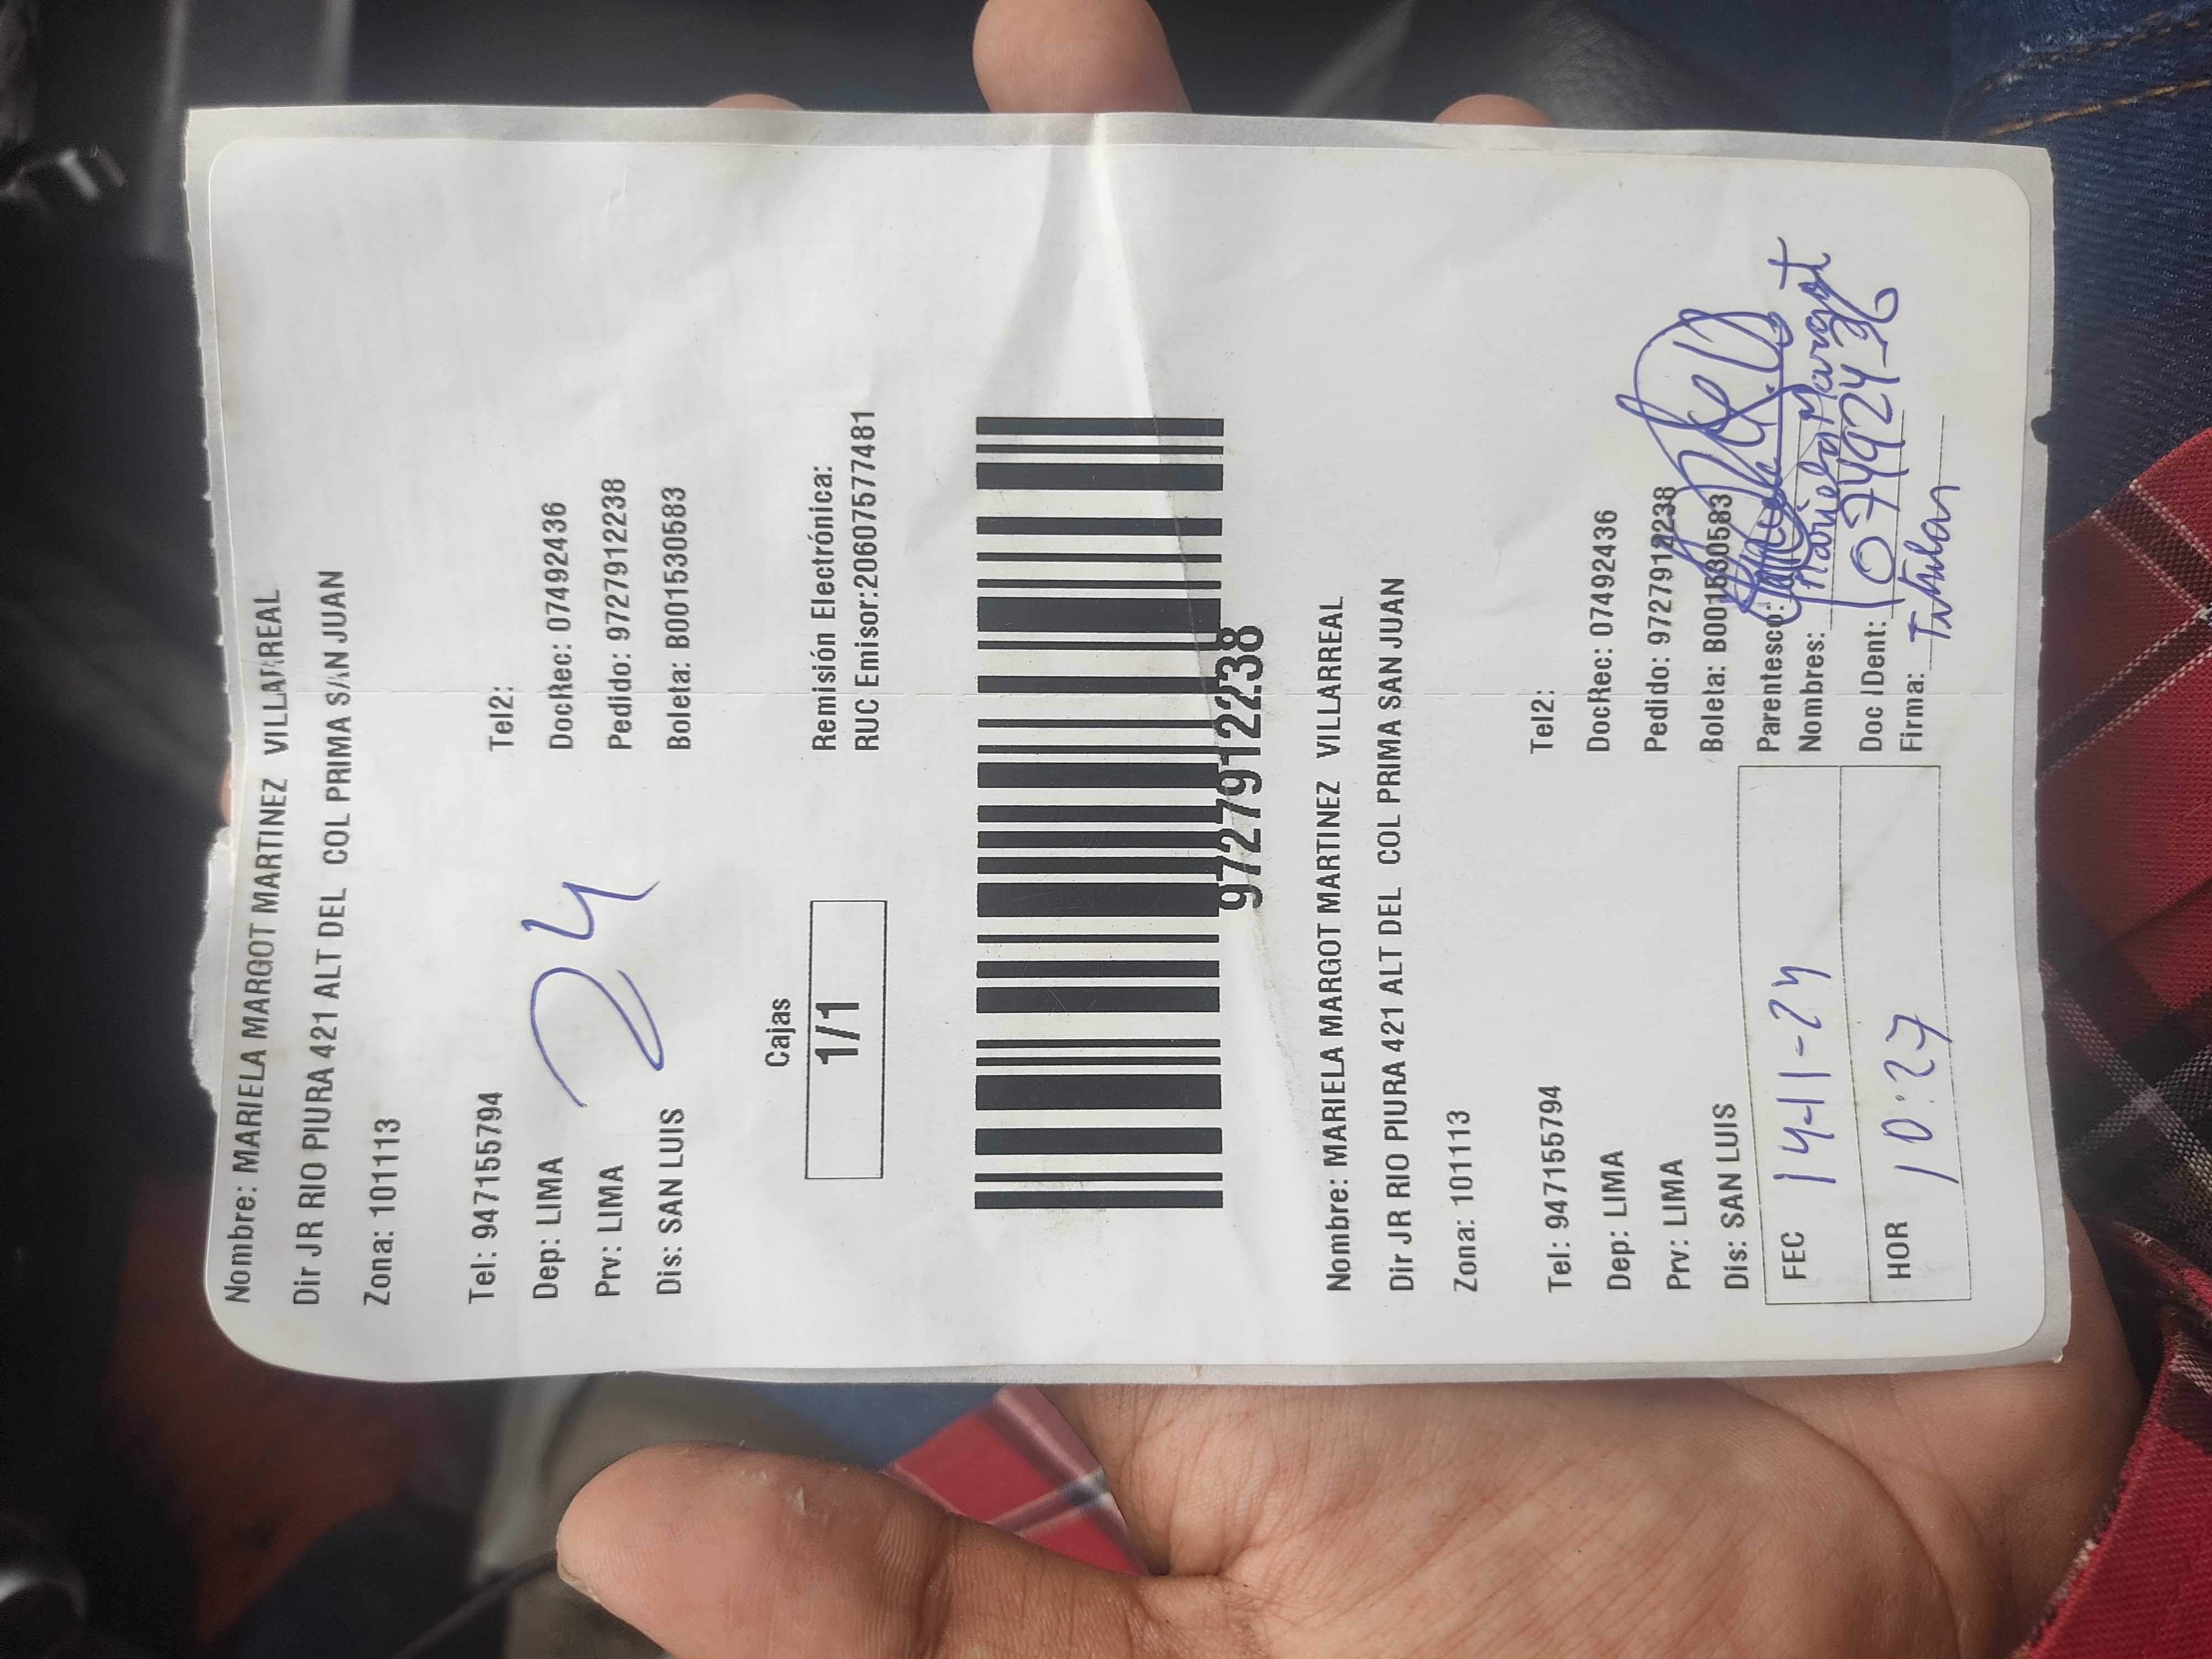 Nombre: MARIELA MARGOT MARTINEZ VILLARREAL
Dir JR RIO PIURA 421 ALT DEL COL PRIMA SAN JUAN
Zona: 101113
Tel: 947155794 Tel2:
Dep: LIMA DocRec: 07492436
Prv: LIMA Pedido: 9727912238
Dis: SAN LUIS Boleta: B001530583
24
Cajas
1/1
Remisión Electrónica:
RUC Emisor:20607577481
9727912238
Nombre: MARIELA MARGOT MARTINEZ VILLARREAL
Dir JR RIO PIURA 421 ALT DEL COL PRIMA SAN JUAN
Zona: 101113
Tel: 947155794 Tel2:
Dep: LIMA DocRec: 07492436
Prv: LIMA Pedido: 9727912238
Dis: SAN LUIS Boleta: B001530583
FEC 14-11-24
HOR 10:27
Parentesco:
Nombres: Mariela Margot
Doc IDent: 07492436
Firma: Titular